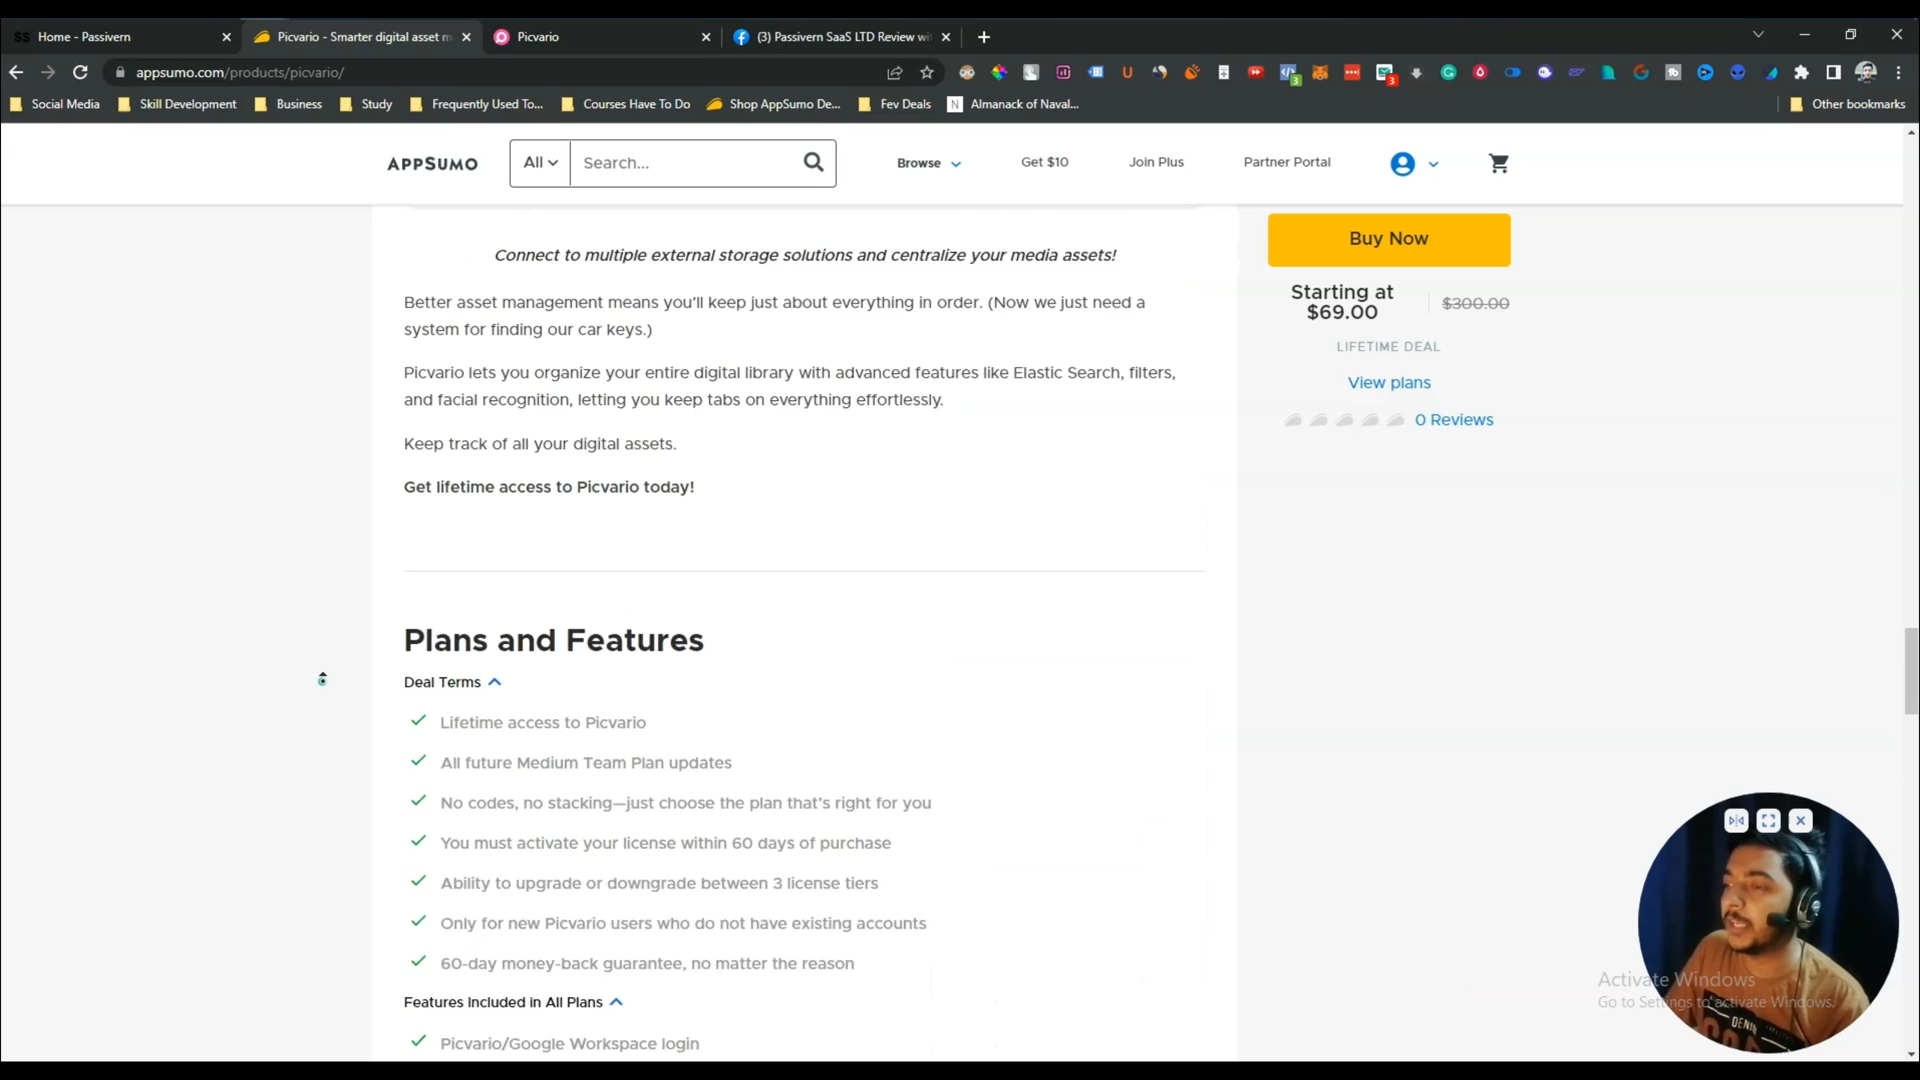 Home - Passivern
Picvario - Smarter digital asset m
Picvario
(3) Passivern SaaS LTD Review wi
appsumo.com/products/picvario/
Social Media
Skill Development
Business
Study
Frequently Used To...
Courses Have To Do
Shop AppSumo De...
Fev Deals
Almanack of Naval...
Other bookmarks
APPSUMO
All
Search...
Browse
Get $10
Join Plus
Partner Portal
Connect to multiple external storage solutions and centralize your media assets!
Better asset management means you'll keep just about everything in order. (Now we just need a
system for finding our car keys.)
Picvario lets you organize your entire digital library with advanced features like Elastic Search, filters,
and facial recognition, letting you keep tabs on everything effortlessly.
Keep track of all your digital assets.
Get lifetime access to Picvario today!
Buy Now
Starting at
$69.00
$300.00
LIFETIME DEAL
View plans
0 Reviews
Plans and Features
Deal Terms
Lifetime access to Picvario
All future Medium Team Plan updates
No codes, no stacking—just choose the plan that's right for you
You must activate your license within 60 days of purchase
Ability to upgrade or downgrade between 3 license tiers
Only for new Picvario users who do not have existing accounts
60-day money-back guarantee, no matter the reason
Features Included in All Plans
Picvario/Google Workspace login
Activate Windows
Go to Settings to activate Windows.
DENI